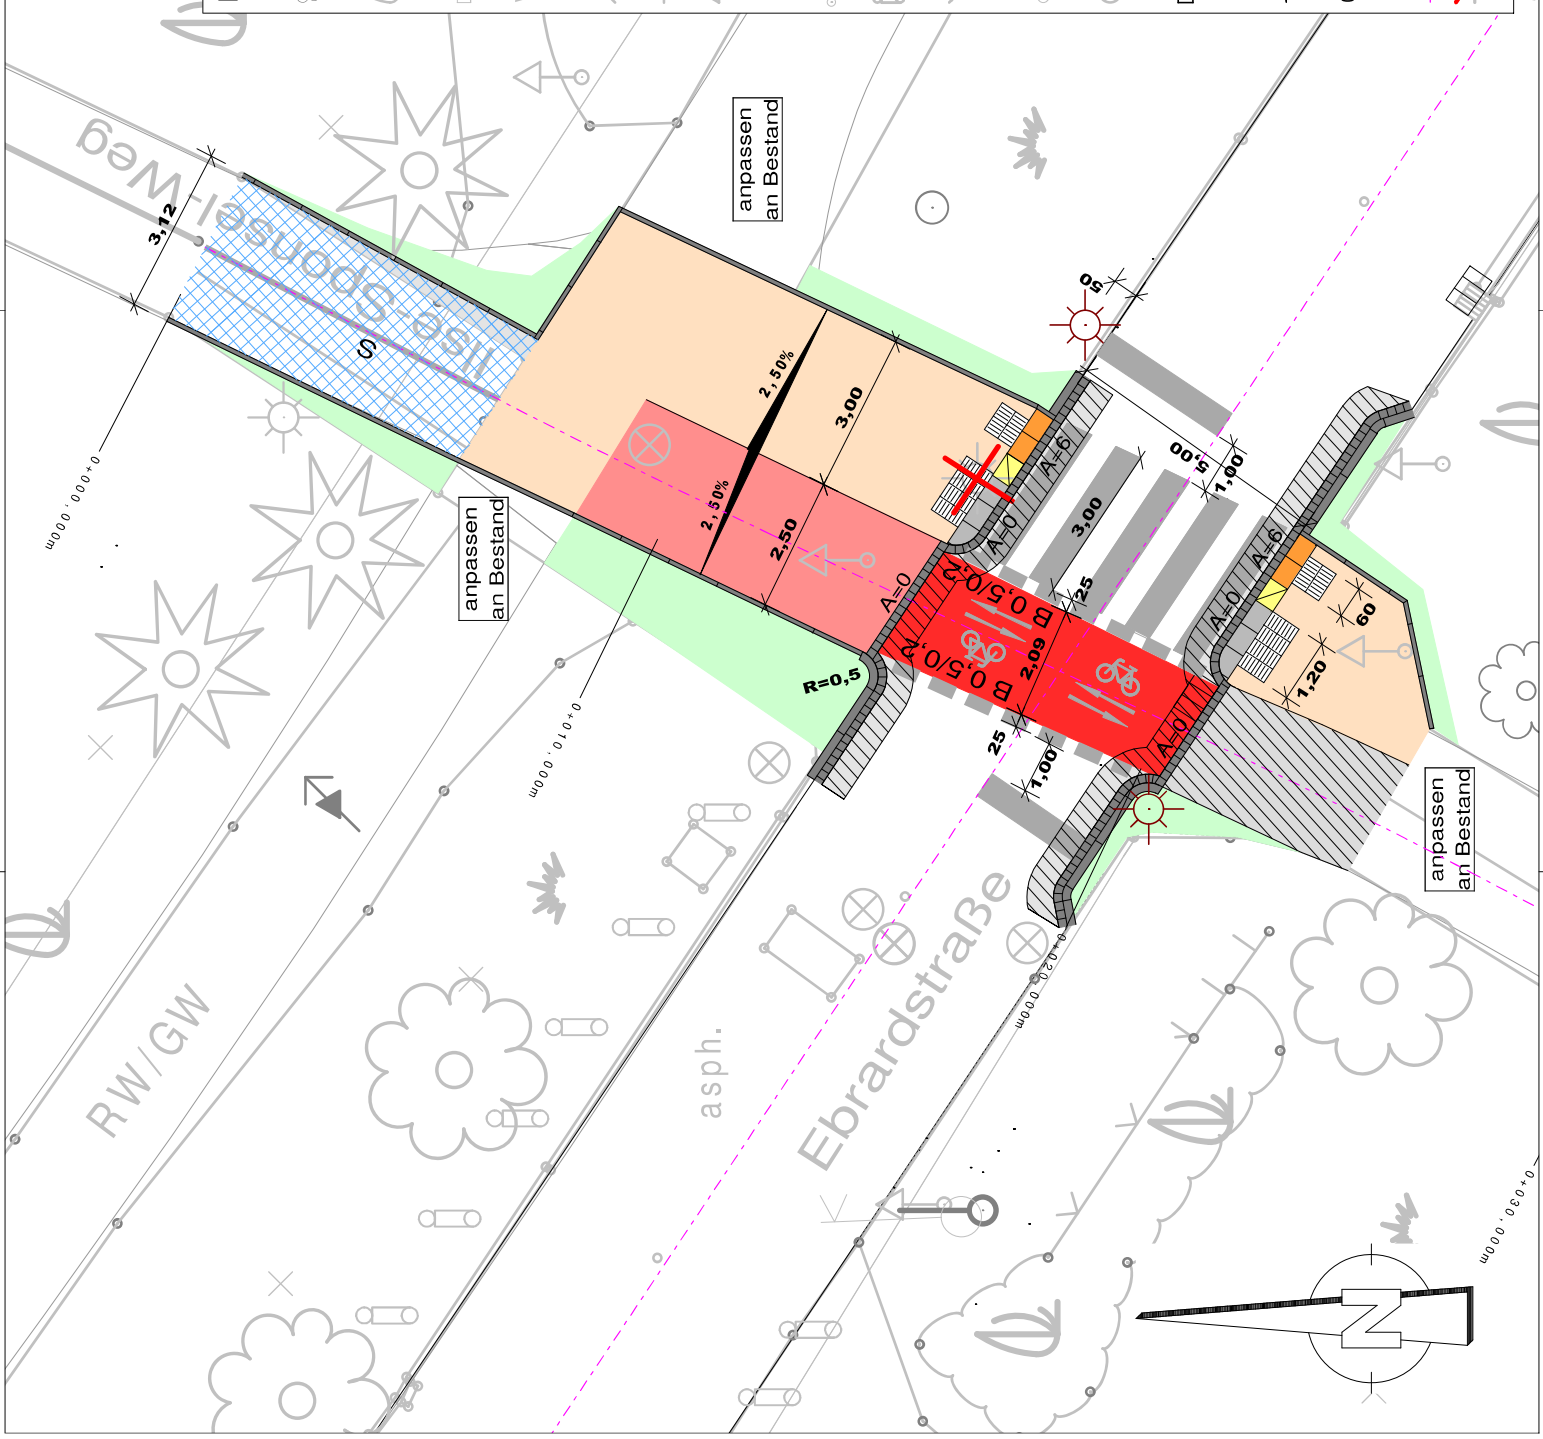 Ilse-Sponsel-Weg
3,12
S
anpassen
an Bestand
50
0+000,000m
2,50%
3,00
anpassen
an Bestand
2,50%
2,50
A=6
5,00
1,00
3,00
A=0
A=0
B 0,5/0,2
25
A=6
A=0
60
0+010,000m
R=0,5
B 0,5/0,2
2,09
1,20
25
1,00
A=0
anpassen
an Bestand
RW/GW
asph.
Ebrardstraße
0+020,000m
0+030,000m
N